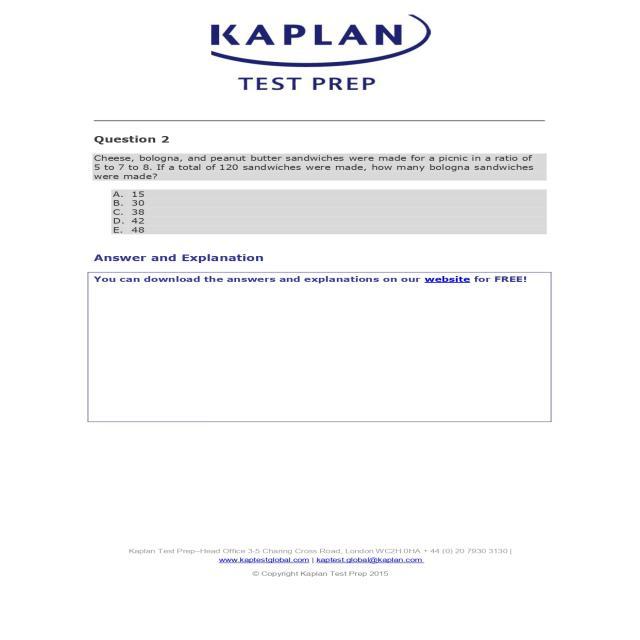 KAPLAN
TEST PREP
Question 2
Cheese, bologna, and peanut butter sandwiches were made for a picnic in a ratio of
5 to 7 to 8. If a total of 120 sandwiches were made, how many bologna sandwiches
were made?
A. 15
B. 30
C. 38
D. 42
E. 48
Answer and Explanation
You can download the answers and explanations on our website for FREE!
Kaplan Test Prep–Head Office 3-5 Charing Cross Road, London WC2H.0HA + 44 (0) 20 7930 3130 |
www.kaptestglobal.com | kaptest.global@kaplan.com
© Copyright Kaplan Test Prep 2015